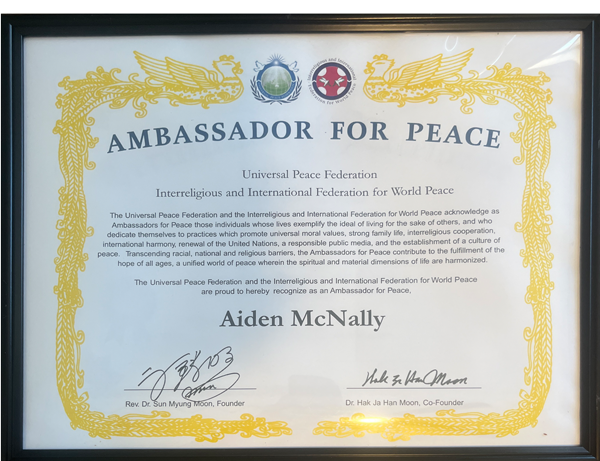 AMBASSADOR FOR PEACE
Universal Peace Federation
Interreligious and International Federation for World Peace
The Universal Peace Federation and the Interreligious and International Federation for World Peace acknowledge as
Ambassadors for Peace those individuals whose lives exemplify the ideal of living for the sake of others, and who
dedicate themselves to practices which promote universal moral values, strong family life, interreligious cooperation,
international harmony, renewal of the United Nations, a responsible public media, and the establishment of a culture of
peace. Transcending racial, national and religious barriers, the Ambassadors for Peace contribute to the fulfillment of the
hope of all ages, a unified world of peace wherein the spiritual and material dimensions of life are harmonized.
The Universal Peace Federation and the Interreligious and International Federation for World Peace
are proud to hereby recognize as an Ambassador for Peace,
Aiden McNally
Hak Ja Han Moon
Rev. Dr. Sun Myung Moon, Founder
Dr. Hak Ja Han Moon, Co-Founder